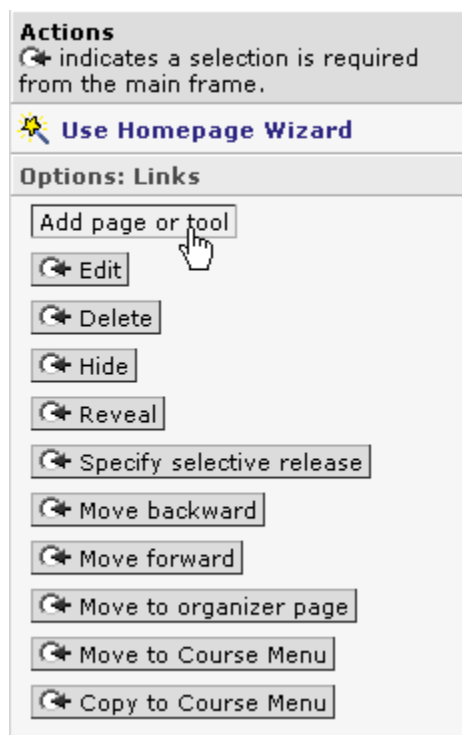 Actions
indicates a selection is required
from the main frame.
Use Homepage Wizard
Options: Links
Add page or tool
Edit
Delete
Hide
Reveal
Specify selective release
Move backward
Move forward
Move to organizer page
Move to Course Menu
Copy to Course Menu